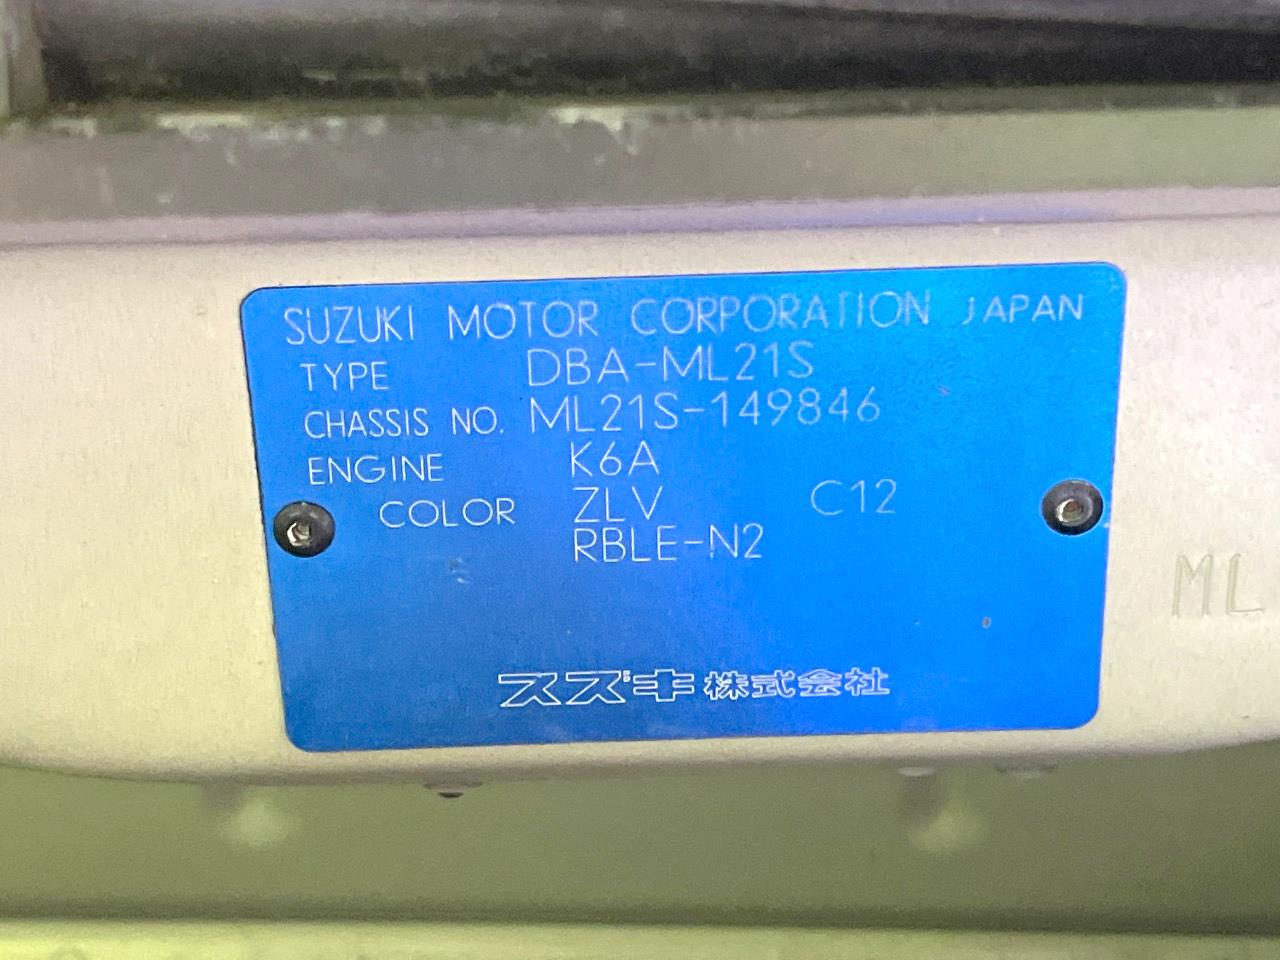 SUZUKI MOTOR CORPORATION JAPAN
TYPE DBA-ML21S
CHASSIS NO. ML21S-149846
ENGINE K6A
COLOR ZLV C12
RBLE-N2
ML
スズキ株式会社